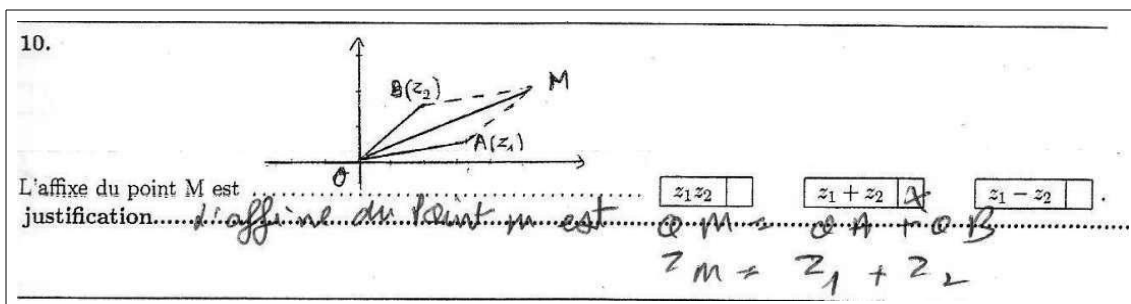 10.
B(z₂)
M
A(z₁)
O
L'affixe du point M est ........ z₁z₂ z₁ + z₂ X z₁ − z₂ .
justification...... L'affine du Point m est OM = OA + OB
Zm = Z₁ + Z₂